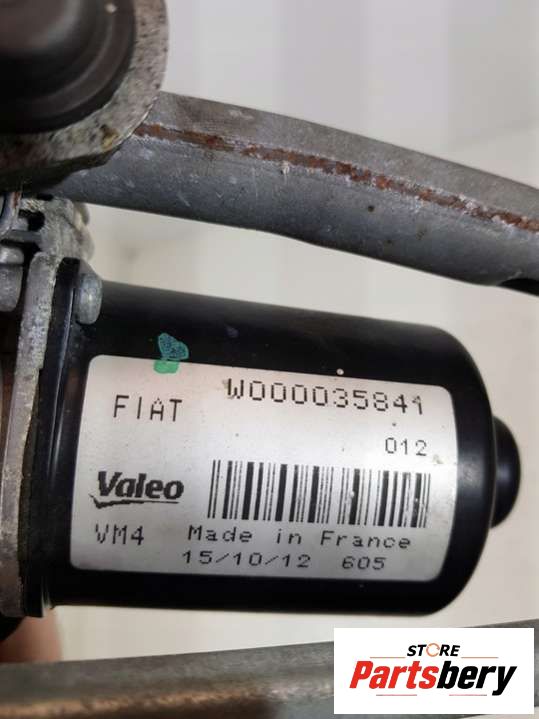 FIAT W000035841
012
Valeo
VM4 Made in France
15/10/12 605
STORE
Partsbery